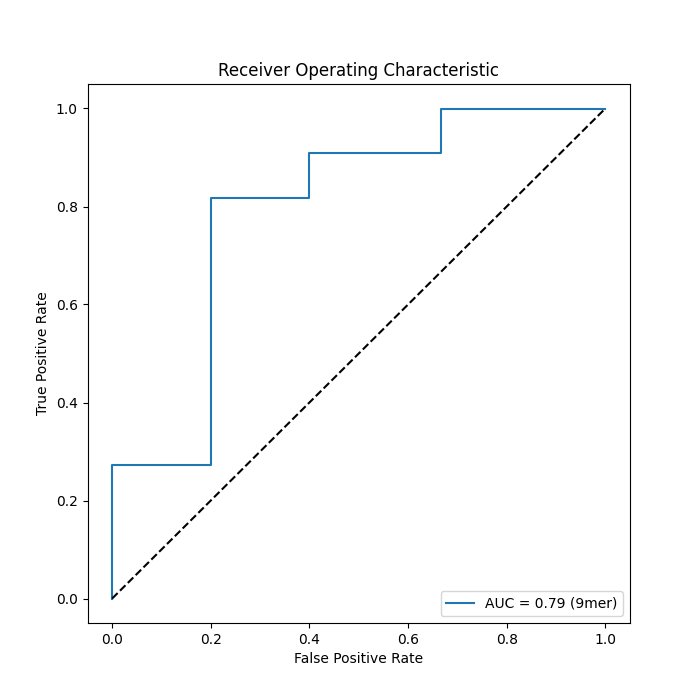 Receiver Operating Characteristic
1.0
0.8
0.6
0.4
0.2
0.0
True Positive Rate
0.0 0.2 0.4 0.6 0.8 1.0
False Positive Rate
AUC = 0.79 (9mer)